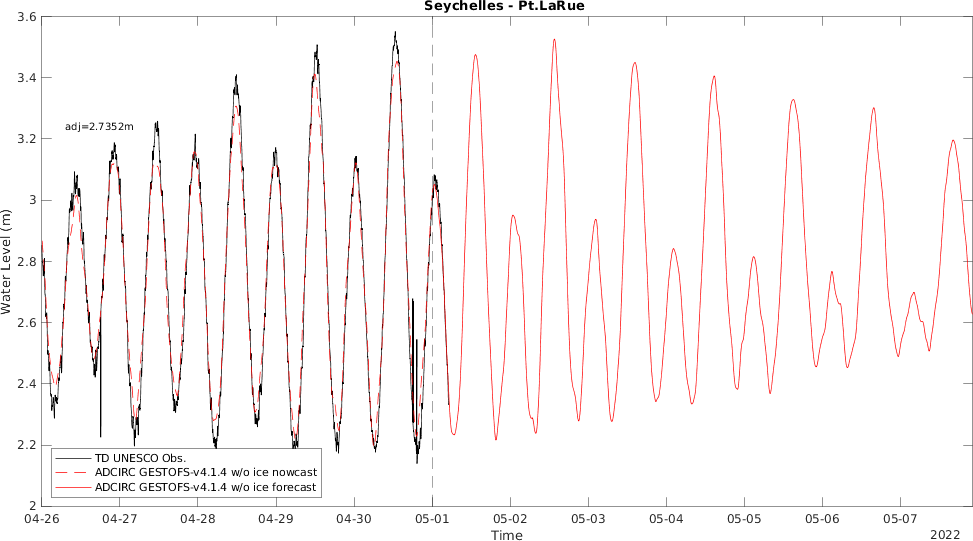 Seychelles - Pt.LaRue
3.6
3.4
3.2
3
2.8
2.6
2.4
2.2
2
Water Level (m)
adj=2.7352m
TD UNESCO Obs.
ADCIRC GESTOFS-v4.1.4 w/o ice nowcast
ADCIRC GESTOFS-v4.1.4 w/o ice forecast
04-26 04-27 04-28 04-29 04-30 05-01 05-02 05-03 05-04 05-05 05-06 05-07
Time
2022